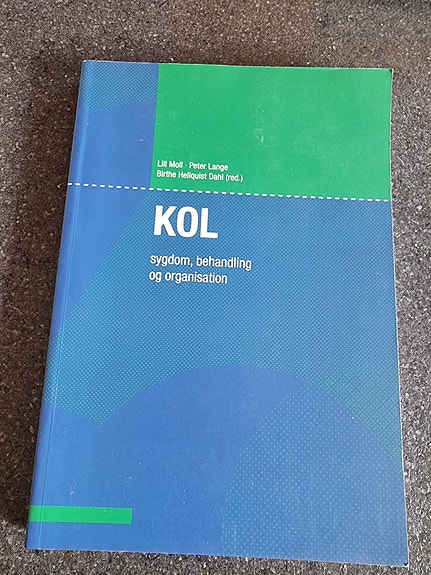 Lill Moll · Peter Lange
Birthe Hellquist Dahl (red.)
KOL
sygdom, behandling
og organisation